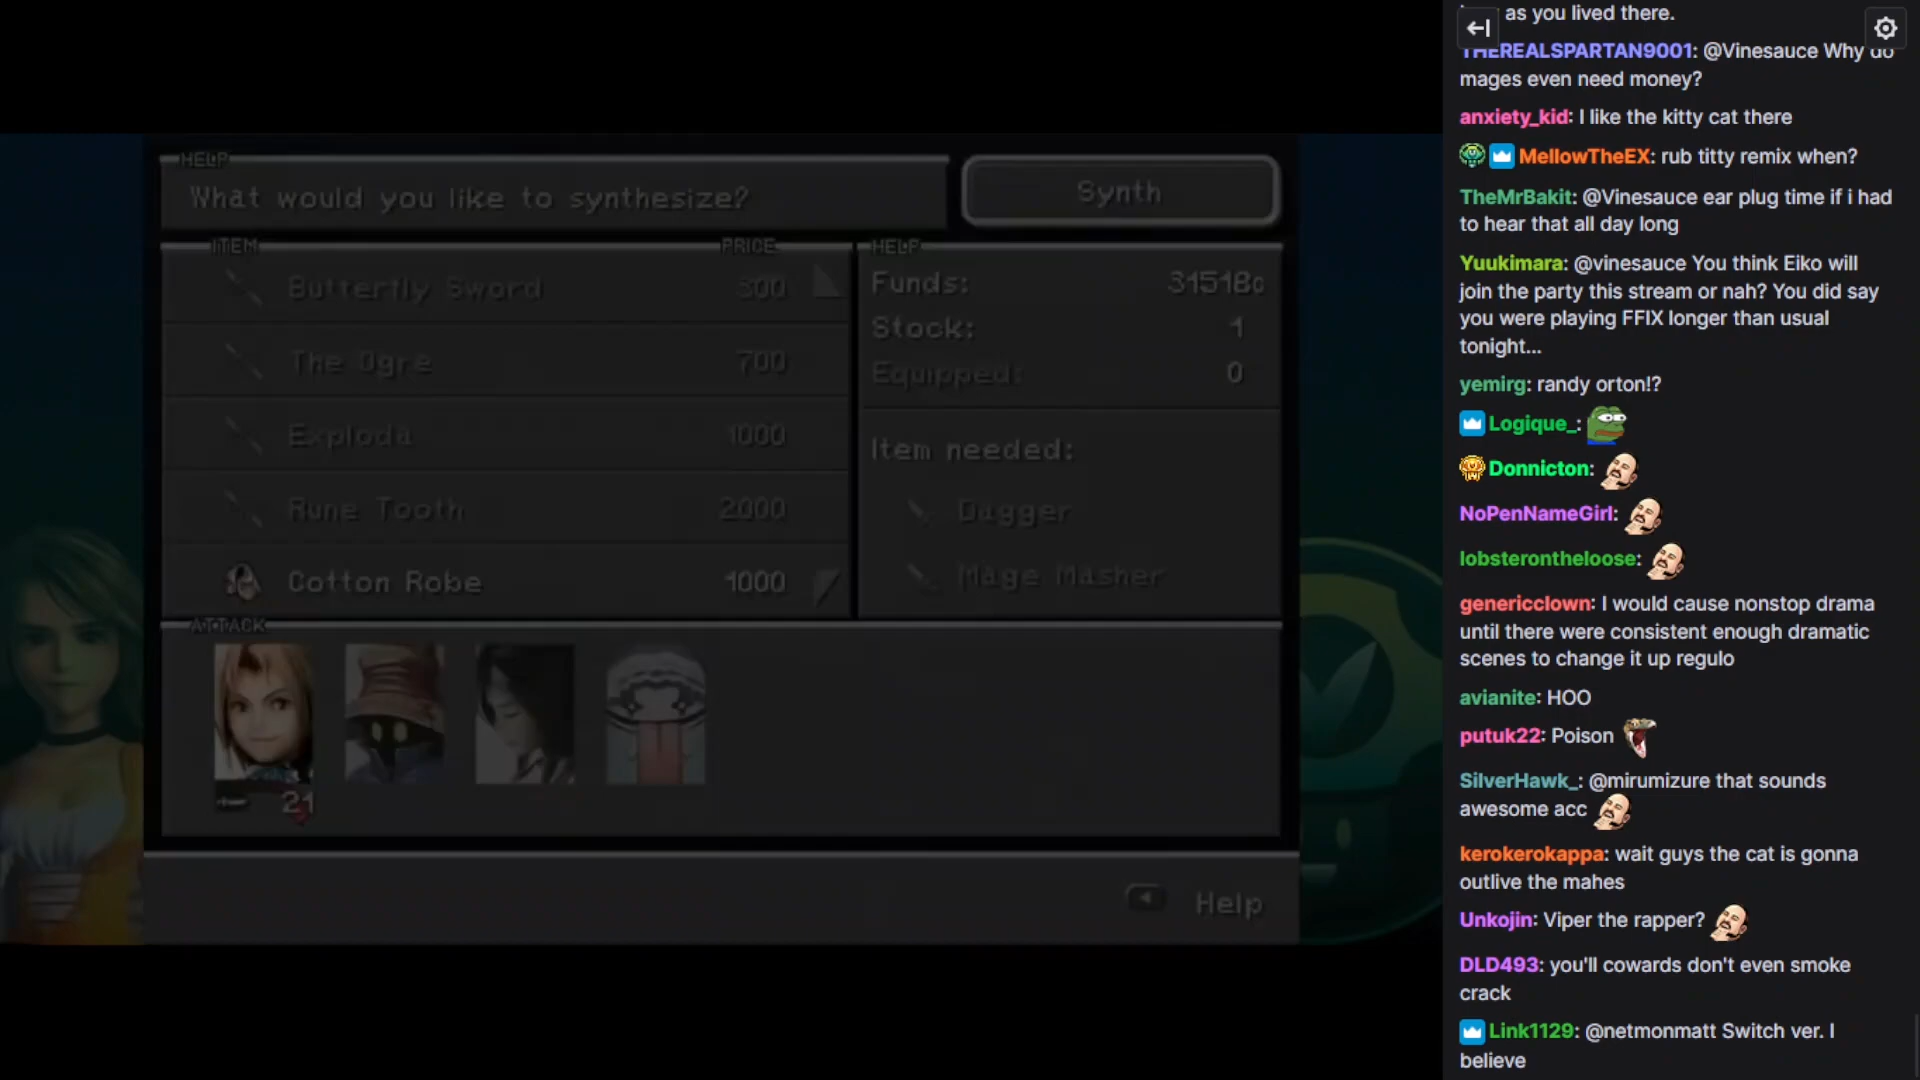 HELP
What would you like to synthesize?
Synth
ITEM PRICE
Butterfly Sword 300
The Ogre 700
Exploda 1000
Rune Tooth 2000
Cotton Robe 1000
HELP
Funds: 31518G
Stock: 1
Equipped: 0
Item needed:
Dagger
Mage Masher
ATTACK
21
Help
as you lived there.
THEREALSPARTAN9001: @Vinesauce Why do
mages even need money?
anxiety_kid: I like the kitty cat there
MellowTheEX: rub titty remix when?
TheMrBakit: @Vinesauce ear plug time if i had
to hear that all day long
Yuukimara: @vinesauce You think Eiko will
join the party this stream or nah? You did say
you were playing FFIX longer than usual
tonight...
yemirg: randy orton!?
Logique_:
Donnicton:
NoPenNameGirl:
lobsterontheloose:
genericclown: I would cause nonstop drama
until there were consistent enough dramatic
scenes to change it up regulo
avianite: HOO
putuk22: Poison
SilverHawk_: @mirumizure that sounds
awesome acc
kerokerokappa: wait guys the cat is gonna
outlive the mahes
Unkojin: Viper the rapper?
DLD493: you'll cowards don't even smoke
crack
Link1129: @netmonmatt Switch ver. I
believe